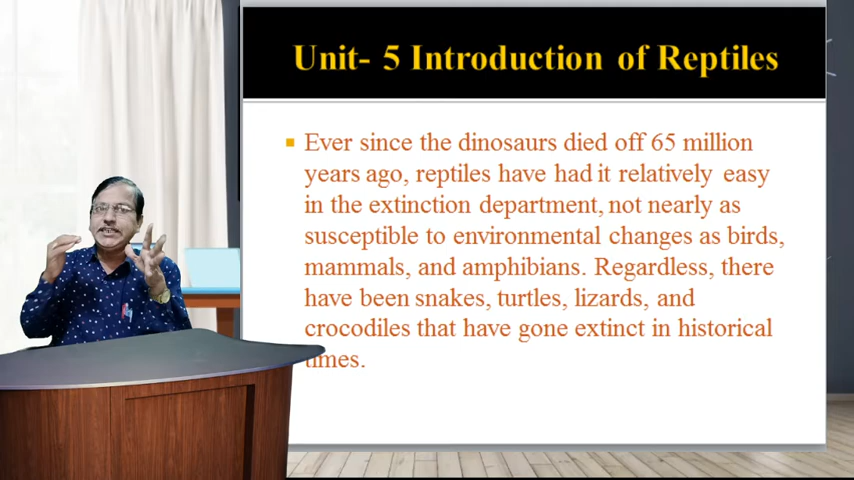 Unit- 5 Introduction of Reptiles
Ever since the dinosaurs died off 65 million
years ago, reptiles have had it relatively easy
in the extinction department, not nearly as
susceptible to environmental changes as birds,
mammals, and amphibians. Regardless, there
have been snakes, turtles, lizards, and
crocodiles that have gone extinct in historical
times.